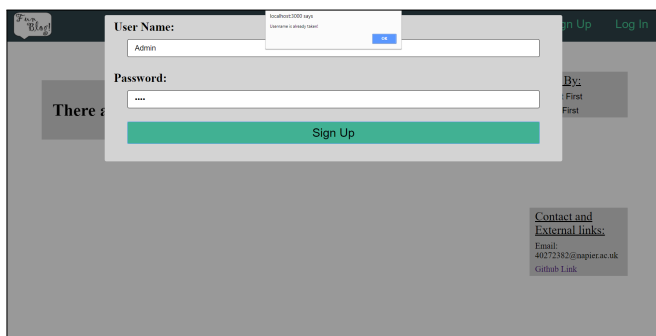 Fun
Blog!
localhost:3000 says
Username is already taken!
OK
gn Up
Log In
User Name:
Admin
Password:
••••
Sign Up
There a
By:
First
First
Contact and
External links:
Email:
40272382@napier.ac.uk
Github Link